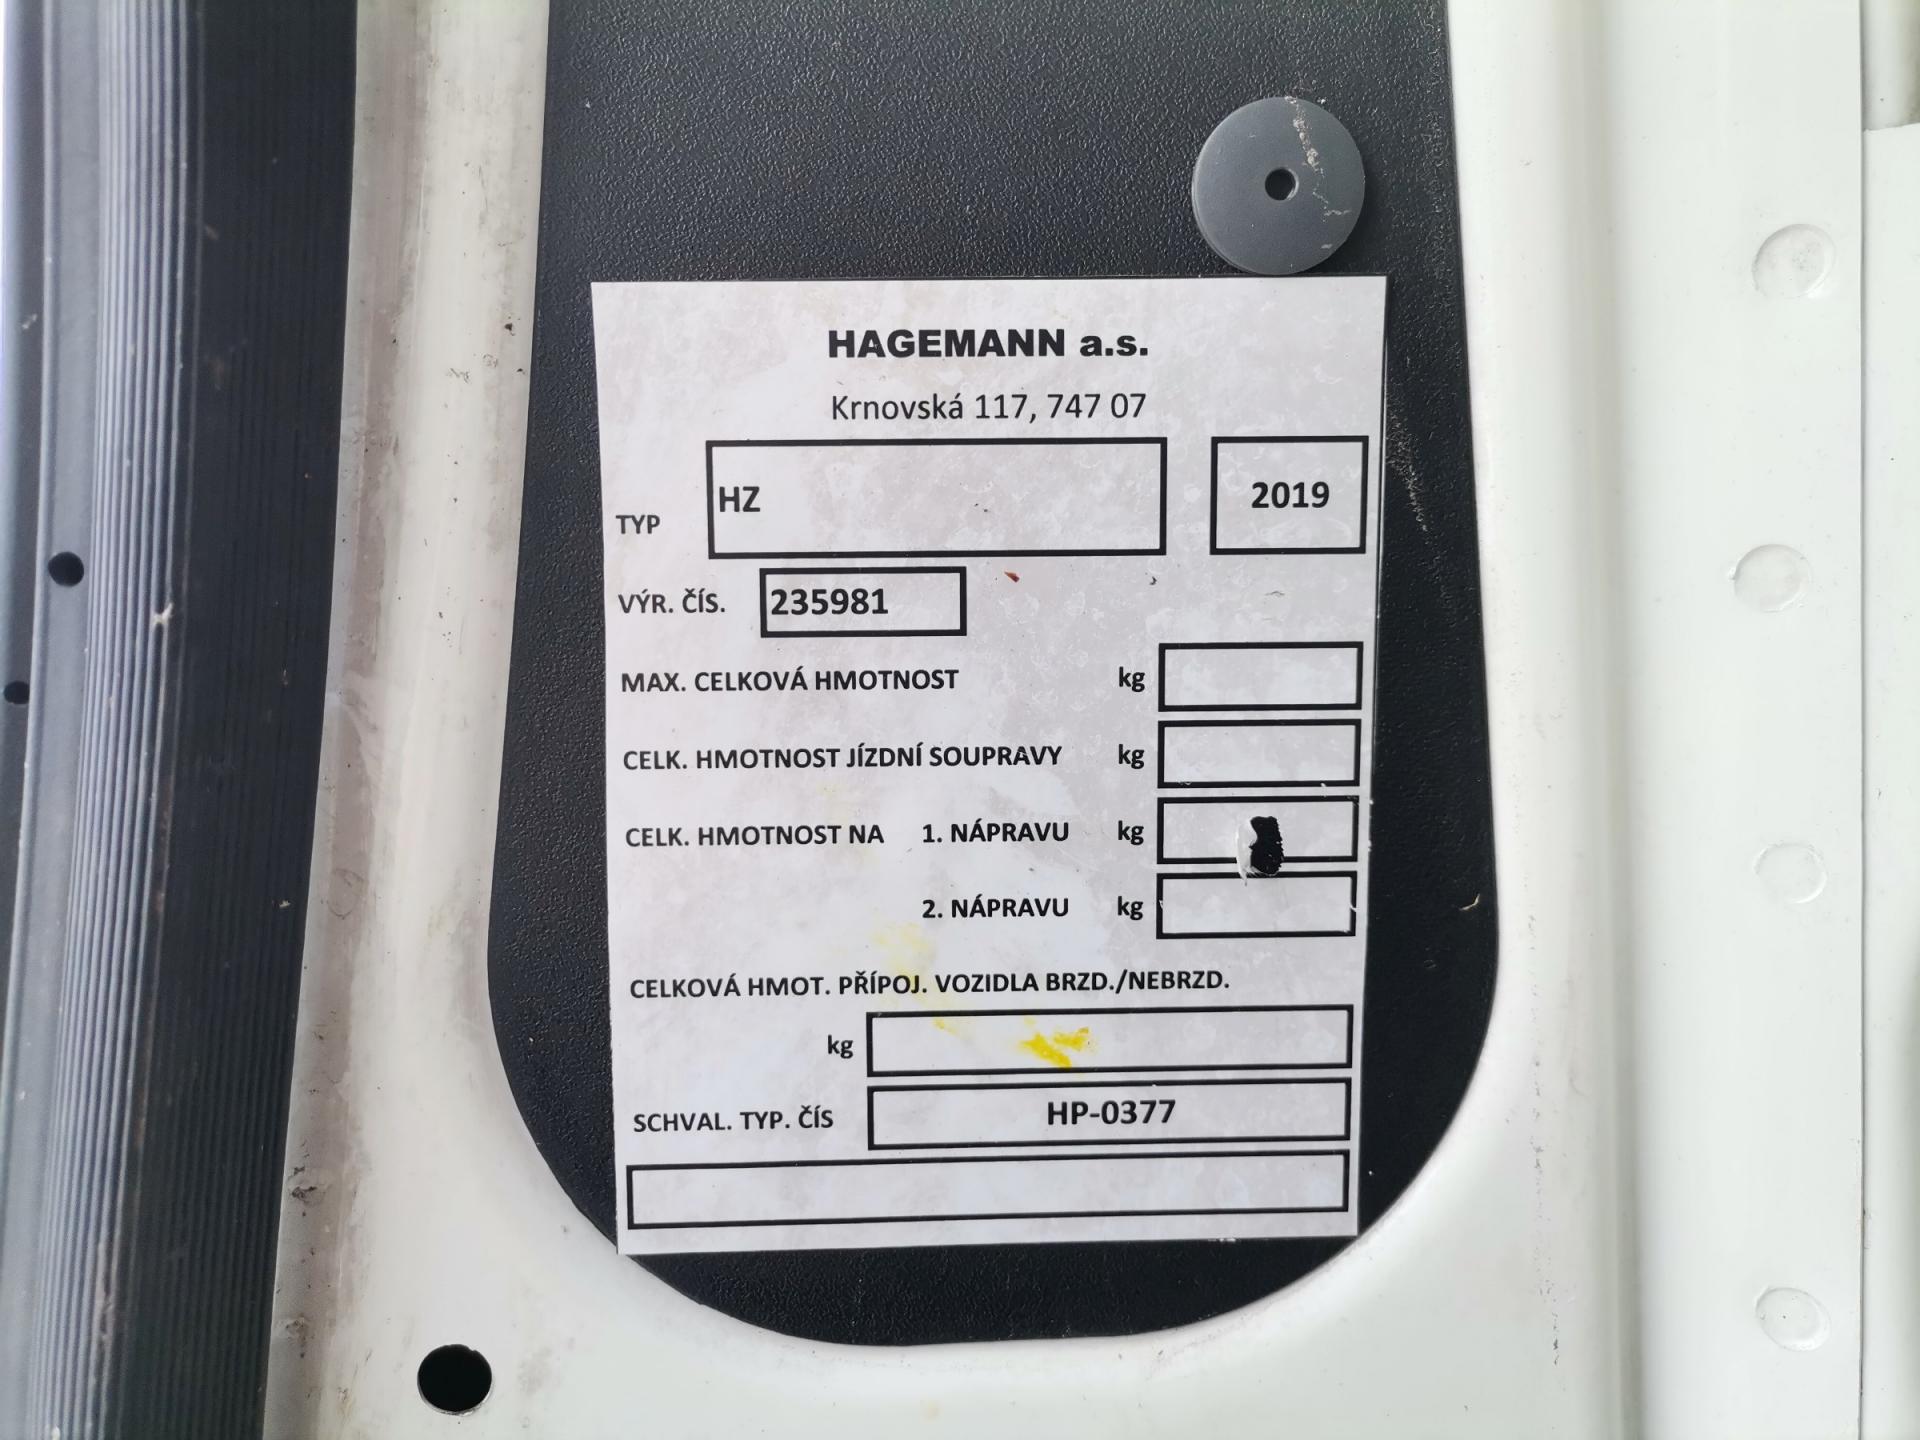 HAGEMANN a.s.
Krnovská 117, 747 07
TYP HZ 2019
VÝR. ČÍS. 235981
MAX. CELKOVÁ HMOTNOST kg
CELK. HMOTNOST JÍZDNÍ SOUPRAVY kg
CELK. HMOTNOST NA 1. NÁPRAVU kg
2. NÁPRAVU kg
CELKOVÁ HMOT. PŘÍPOJ. VOZIDLA BRZD./NEBRZD.
kg
SCHVAL. TYP. ČÍS HP-0377